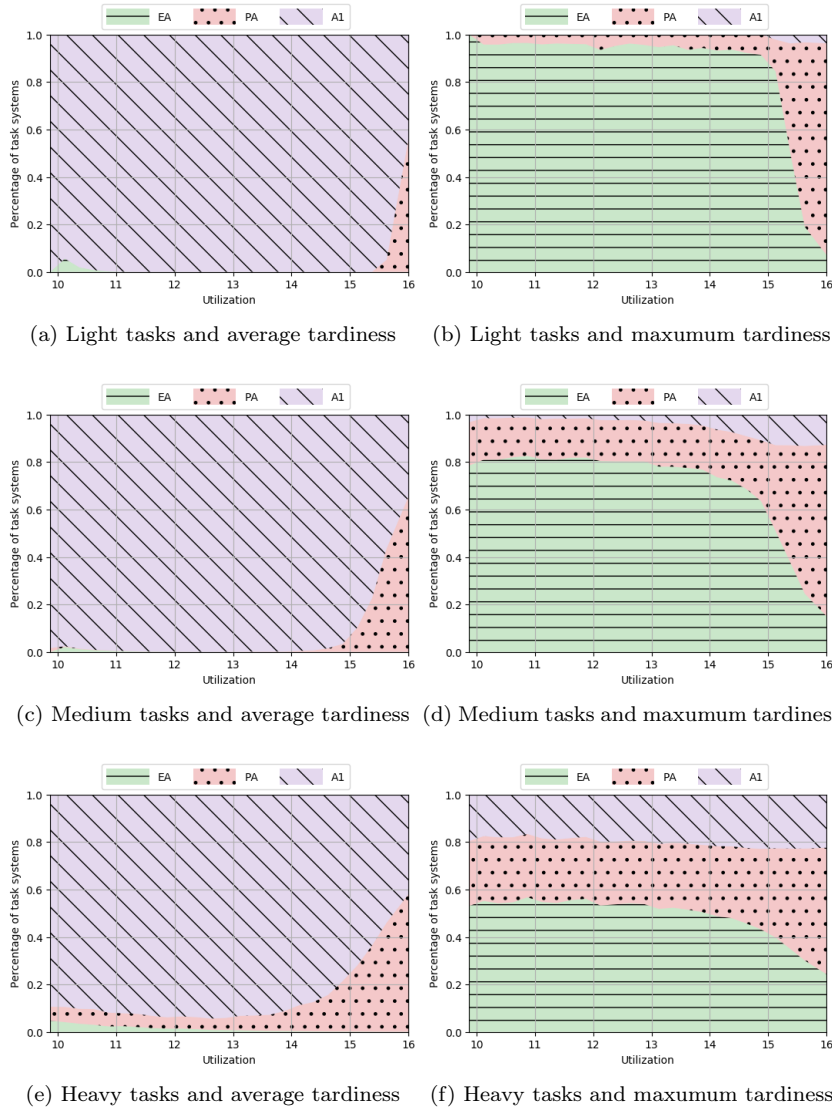 EA PA A1
Percentage of task systems
1.0
0.8
0.6
0.4
0.2
0.0
10 11 12 13 14 15 16
Utilization
(a) Light tasks and average tardiness
EA PA A1
Percentage of task systems
1.0
0.8
0.6
0.4
0.2
0.0
10 11 12 13 14 15 16
Utilization
(b) Light tasks and maxumum tardiness
EA PA A1
Percentage of task systems
1.0
0.8
0.6
0.4
0.2
0.0
10 11 12 13 14 15 16
Utilization
(c) Medium tasks and average tardiness
EA PA A1
Percentage of task systems
1.0
0.8
0.6
0.4
0.2
0.0
10 11 12 13 14 15 16
Utilization
(d) Medium tasks and maxumum tardines
EA PA A1
Percentage of task systems
1.0
0.8
0.6
0.4
0.2
0.0
10 11 12 13 14 15 16
Utilization
(e) Heavy tasks and average tardiness
EA PA A1
Percentage of task systems
1.0
0.8
0.6
0.4
0.2
0.0
10 11 12 13 14 15 16
Utilization
(f) Heavy tasks and maxumum tardiness